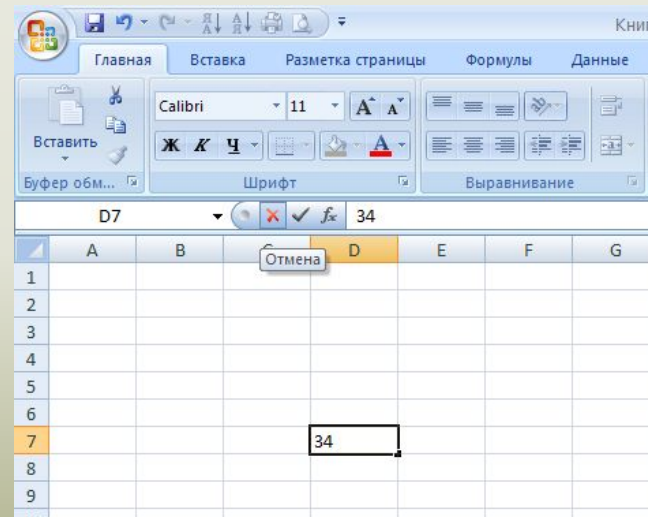 Кни
Главная Вставка Разметка страницы Формулы Данные
Вставить
Calibri 11 A A
Ж К Ч A
Буфер обм... Шрифт Выравнивание
D7 fx 34
A B D E F G
Отмена
1
2
3
4
5
6
7 34
8
9